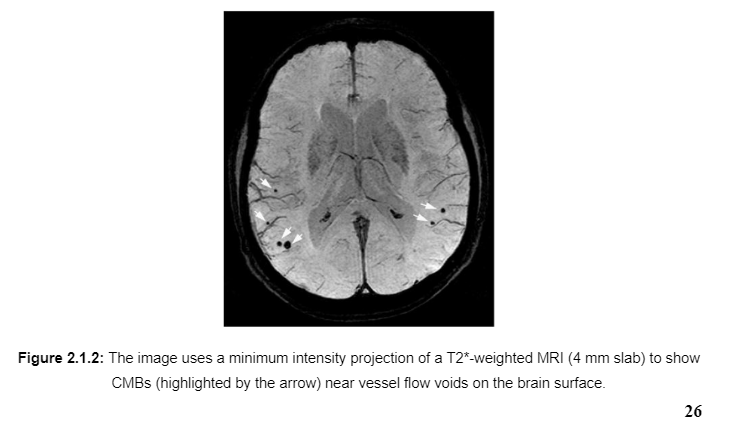 Figure 2.1.2: The image uses a minimum intensity projection of a T2*-weighted MRI (4 mm slab) to show
CMBs (highlighted by the arrow) near vessel flow voids on the brain surface.
26